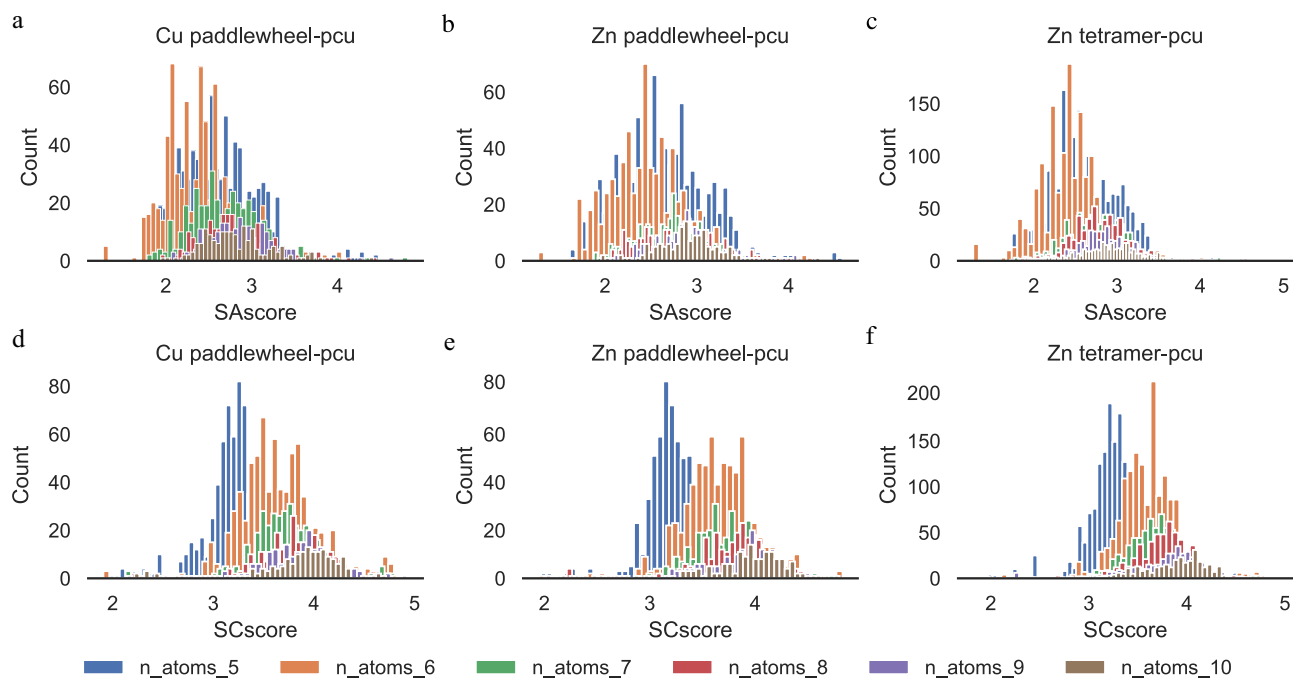 a
Cu paddlewheel-pcu
Count
60
40
20
0
2
3
4
SAscore
b
Zn paddlewheel-pcu
Count
60
40
20
0
2
3
4
SAscore
c
Zn tetramer-pcu
Count
150
100
50
0
2
3
4
5
SAscore
d
Cu paddlewheel-pcu
Count
80
60
40
20
0
2
3
4
5
SCscore
e
Zn paddlewheel-pcu
Count
80
60
40
20
0
2
3
4
SCscore
f
Zn tetramer-pcu
Count
200
150
100
50
0
2
3
4
5
SCscore
n_atoms_5 n_atoms_6 n_atoms_7 n_atoms_8 n_atoms_9 n_atoms_10